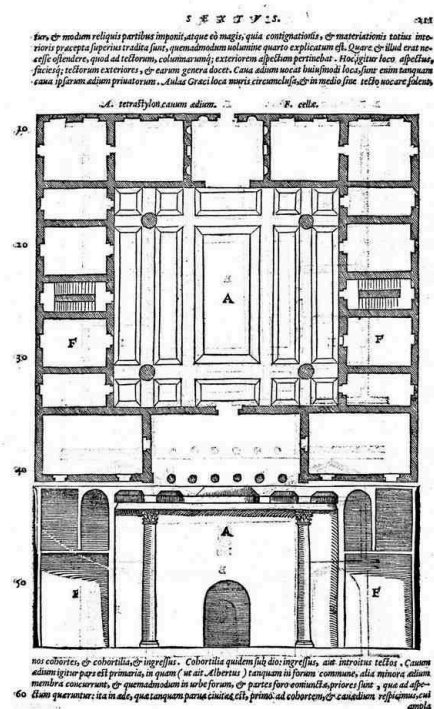 SEXTVS. 211
tur, & modum reliquis partibus imponit, atque eò magis, quia contignationis, & materiationis totius inte-
rioris præcepta superius tradita sunt, quemadmodum uolumine quarto explicatum est. Quare & illud erat ne-
cesse ostendere, quod ad tectorum, columnarumq; exteriorem aspectum pertinebat. Hoc igitur loco aspectus,
faciesq; tectorum exteriores, & earum genera docet. Caua ædium uocat huiusmodi loca, sunt enim tanquam
caua ipsarum ædium priuatorum. Aulas Græci loca muris circumclusa, & in medio sine tecto uocare solent,
A. tetrastylon cauum ædium. F. cellæ.
10
20
A
F F
30
40
A
50
F F
nos cohortes, & cohortilia, & ingressus. Cohortilia quidem sub dio: ingressus, aut introitus tectos. Cauum
ædium igitur pars est primaria, in quam (ut ait Albertus) tanquam in forum commune, alia minora ædium
membra concurrunt, & quemadmodum in urbe forum, & partes foro coniunctæ, priores sunt, quæ ad aspe-
60 ctum quæruntur: ita in æde, quæ tanquam parua ciuitas est, primò ad cohortem, & cauædium respicimus, cui
ampla